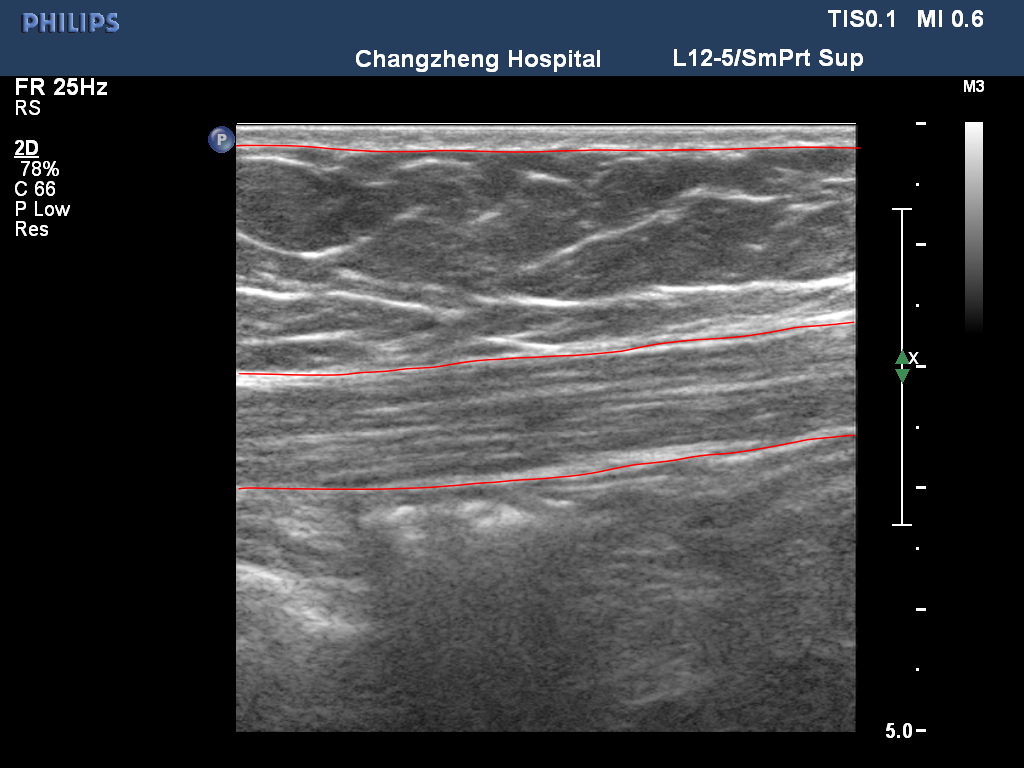 PHILIPS
TIS0.1 MI 0.6
Changzheng Hospital L12-5/SmPrt Sup
FR 25Hz
RS
M3
P
2D
78%
C 66
P Low
Res
X
5.0